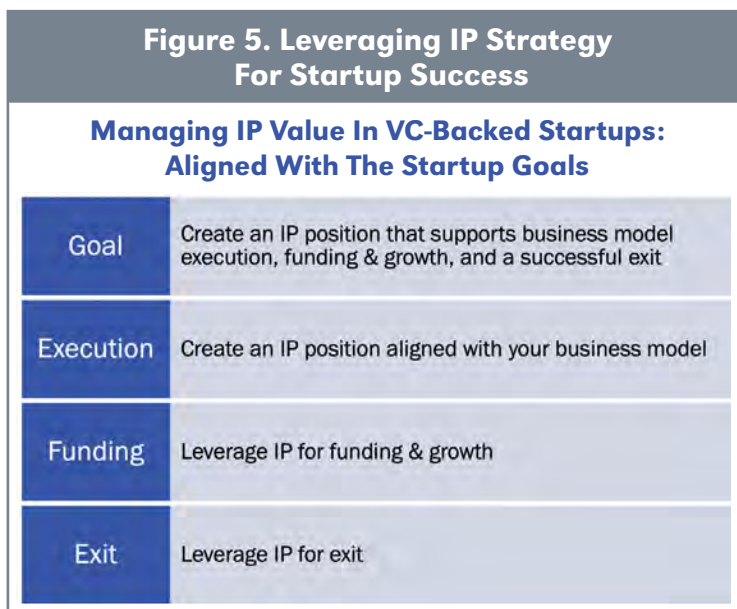 Figure 5. Leveraging IP Strategy
For Startup Success
Managing IP Value In VC-Backed Startups:
Aligned With The Startup Goals
Goal
Create an IP position that supports business model
execution, funding & growth, and a successful exit
Execution
Create an IP position aligned with your business model
Funding
Leverage IP for funding & growth
Exit
Leverage IP for exit